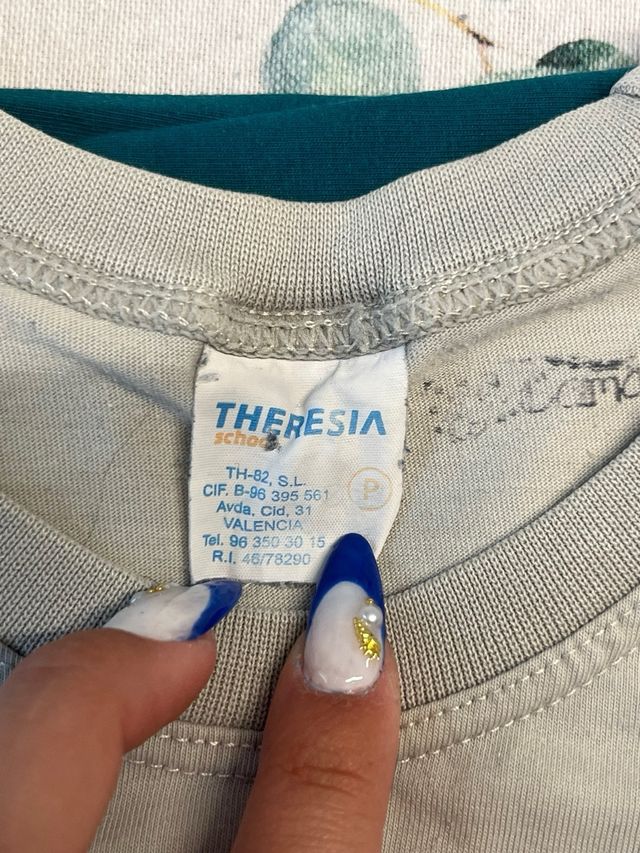 THERESIA
school
TH-82, S.L.
CIF. B-96 395 561
Avda, Cid, 31
VALENCIA
Tel. 96 350 30 15
R.I. 46/78290
P